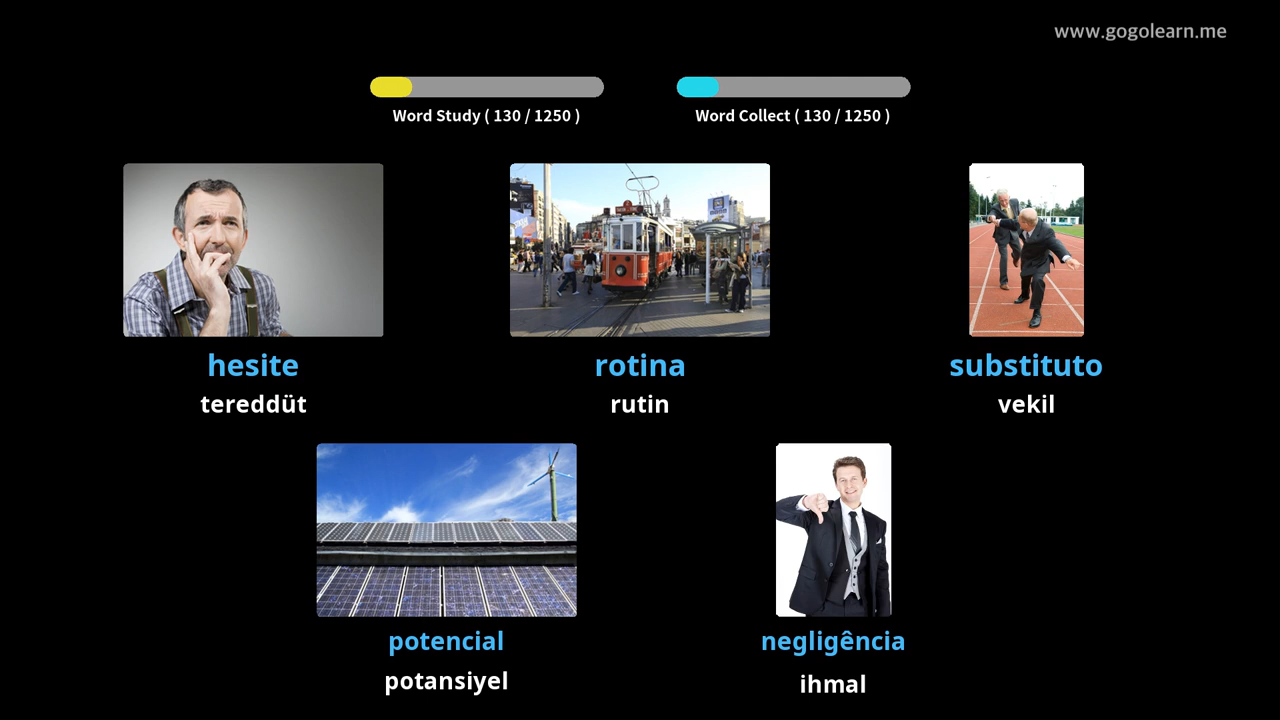 www.gogolearn.me
Word Study ( 130 / 1250 )
Word Collect ( 130 / 1250 )
hesite
tereddüt
rotina
rutin
substituto
vekil
potencial
potansiyel
negligência
ihmal